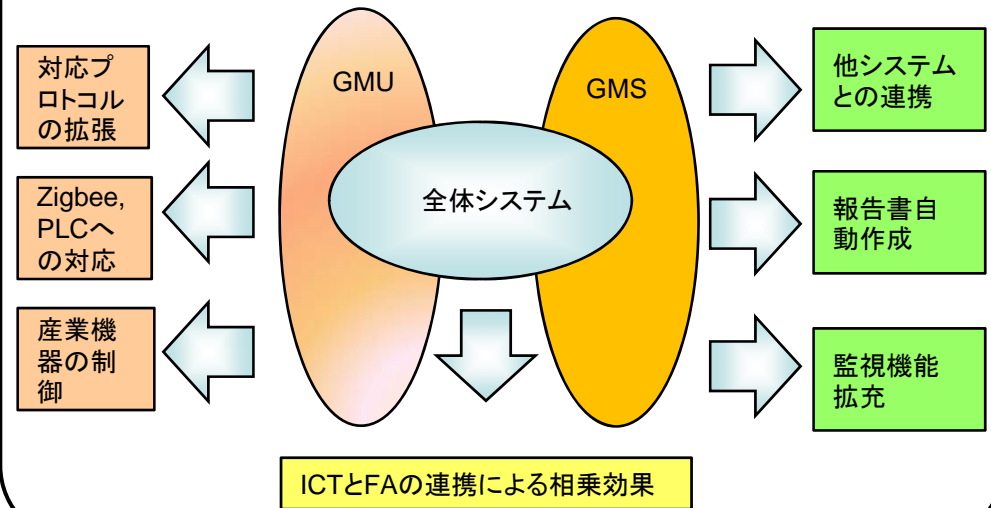 対応プ
ロトコル
の拡張
Zigbee,
PLCへ
の対応
産業機
器の制
御
GMU
GMS
全体システム
他システム
との連携
報告書自
動作成
監視機能
拡充
ICTとFAの連携による相乗効果